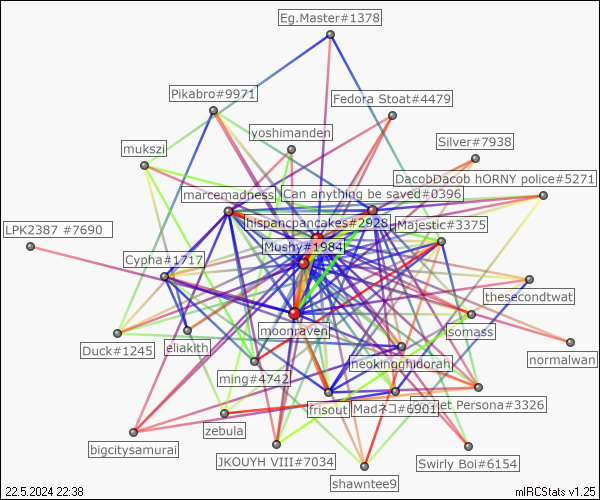 Eg.Master#1378
Pikabro#9971
Fedora Stoat#4479
yoshimanden
Silver#7938
mukszi
DacobDacob hORNY police#5271
marcemadness
Can anything be saved#0396
hispancpancakes#2928
Majestic#3375
LPK2387 #7690
Mushy#1984
Cypha#1717
thesecondtwat
moonraven
somass
Duck#1245
eliakith
neokingghidorah
normalwan
ming#4742
frisout
Madネコ#6901
et Persona#3326
zebula
bigcitysamurai
JKOUYH VIII#7034
Swirly Boi#6154
shawntee9
22.5.2024 22:38
mIRCStats v1.25